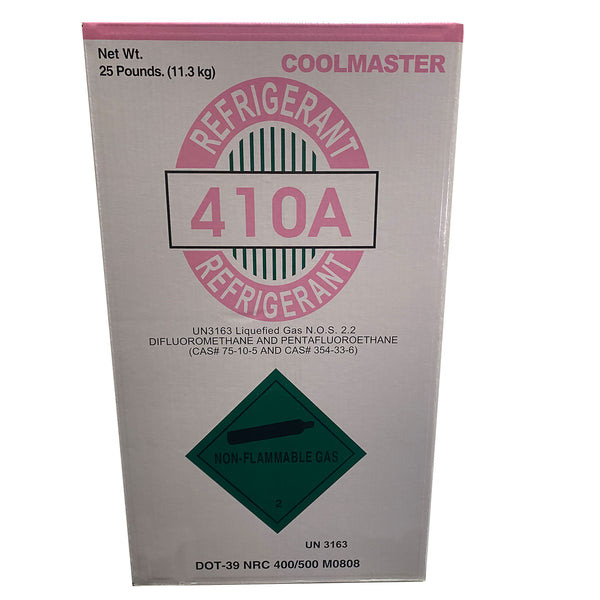 Net Wt.
25 Pounds. (11.3 kg)
COOLMASTER
REFRIGERANT
410A
REFRIGERANT
UN3163 Liquefied Gas N.O.S. 2.2
DIFLUOROMETHANE AND PENTAFLUOROETHANE
(CAS# 75-10-5 AND CAS# 354-33-6)
NON-FLAMMABLE GAS
2
UN 3163
DOT-39 NRC 400/500 M0808